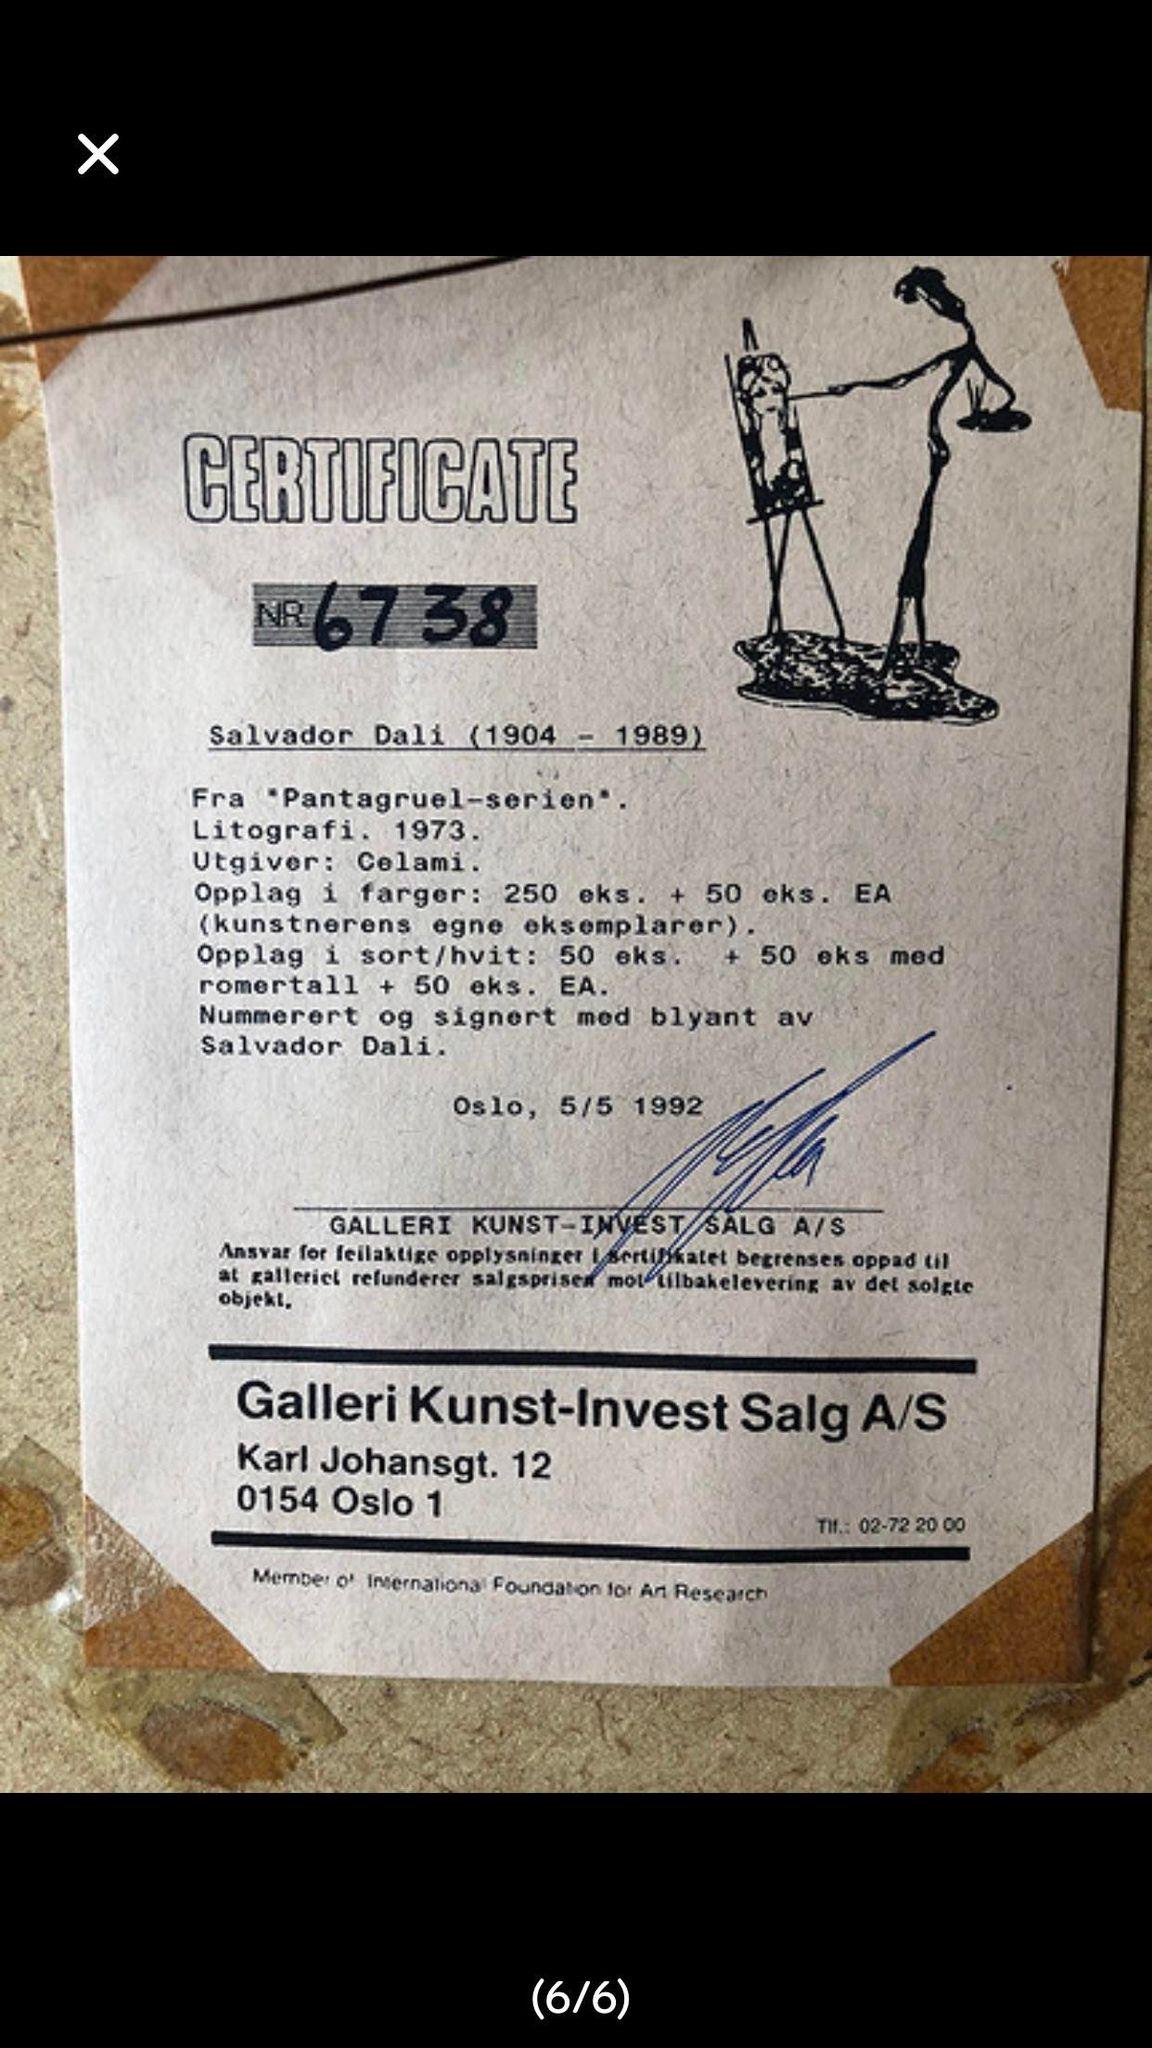 CERTIFICATE
NR 6738
Salvador Dali (1904 - 1989)
Fra "Pantagruel-serien".
Litografi. 1973.
Utgiver: Celami.
Opplag i farger: 250 eks. + 50 eks. EA
(kunstnerens egne eksemplarer).
Opplag i sort/hvit: 50 eks. + 50 eks med
romertall + 50 eks. EA.
Nummerert og signert med blyant av
Salvador Dali.
Oslo, 5/5 1992
GALLERI KUNST-INVEST SALG A/S
Ansvar for feilaktige opplysninger i sertifikatet begrenses oppad til
at galleriet refunderer salgsprisen mot tilbakelevering av det solgte
objekt.
Galleri Kunst-Invest Salg A/S
Karl Johansgt. 12
0154 Oslo 1
Tlf.: 02-72 20 00
Member of International Foundation for Art Research
(6/6)